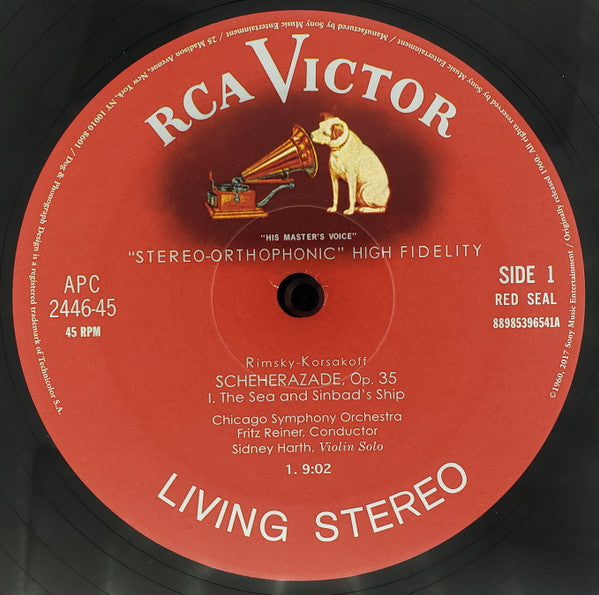 25 Madison Avenue, New York, NY 10010 8601 / Dog & Phonograph Design is a registered trademark of Technicolor S.A.
/ Manufactured by Sony Music Entertainment / Originally released 1960. All rights reserved by Sony Music Entertainment
RCA VICTOR
"HIS MASTER'S VOICE"
"STEREO-ORTHOPHONIC" HIGH FIDELITY
APC
2446-45
45 RPM
SIDE 1
RED SEAL
88985396541A
©1960, 2017 Sony Music Entertainment
Rimsky-Korsakoff
SCHEHERAZADE, Op. 35
I. The Sea and Sinbad's Ship
Chicago Symphony Orchestra
Fritz Reiner, Conductor
Sidney Harth, Violin Solo
1. 9:02
LIVING STEREO